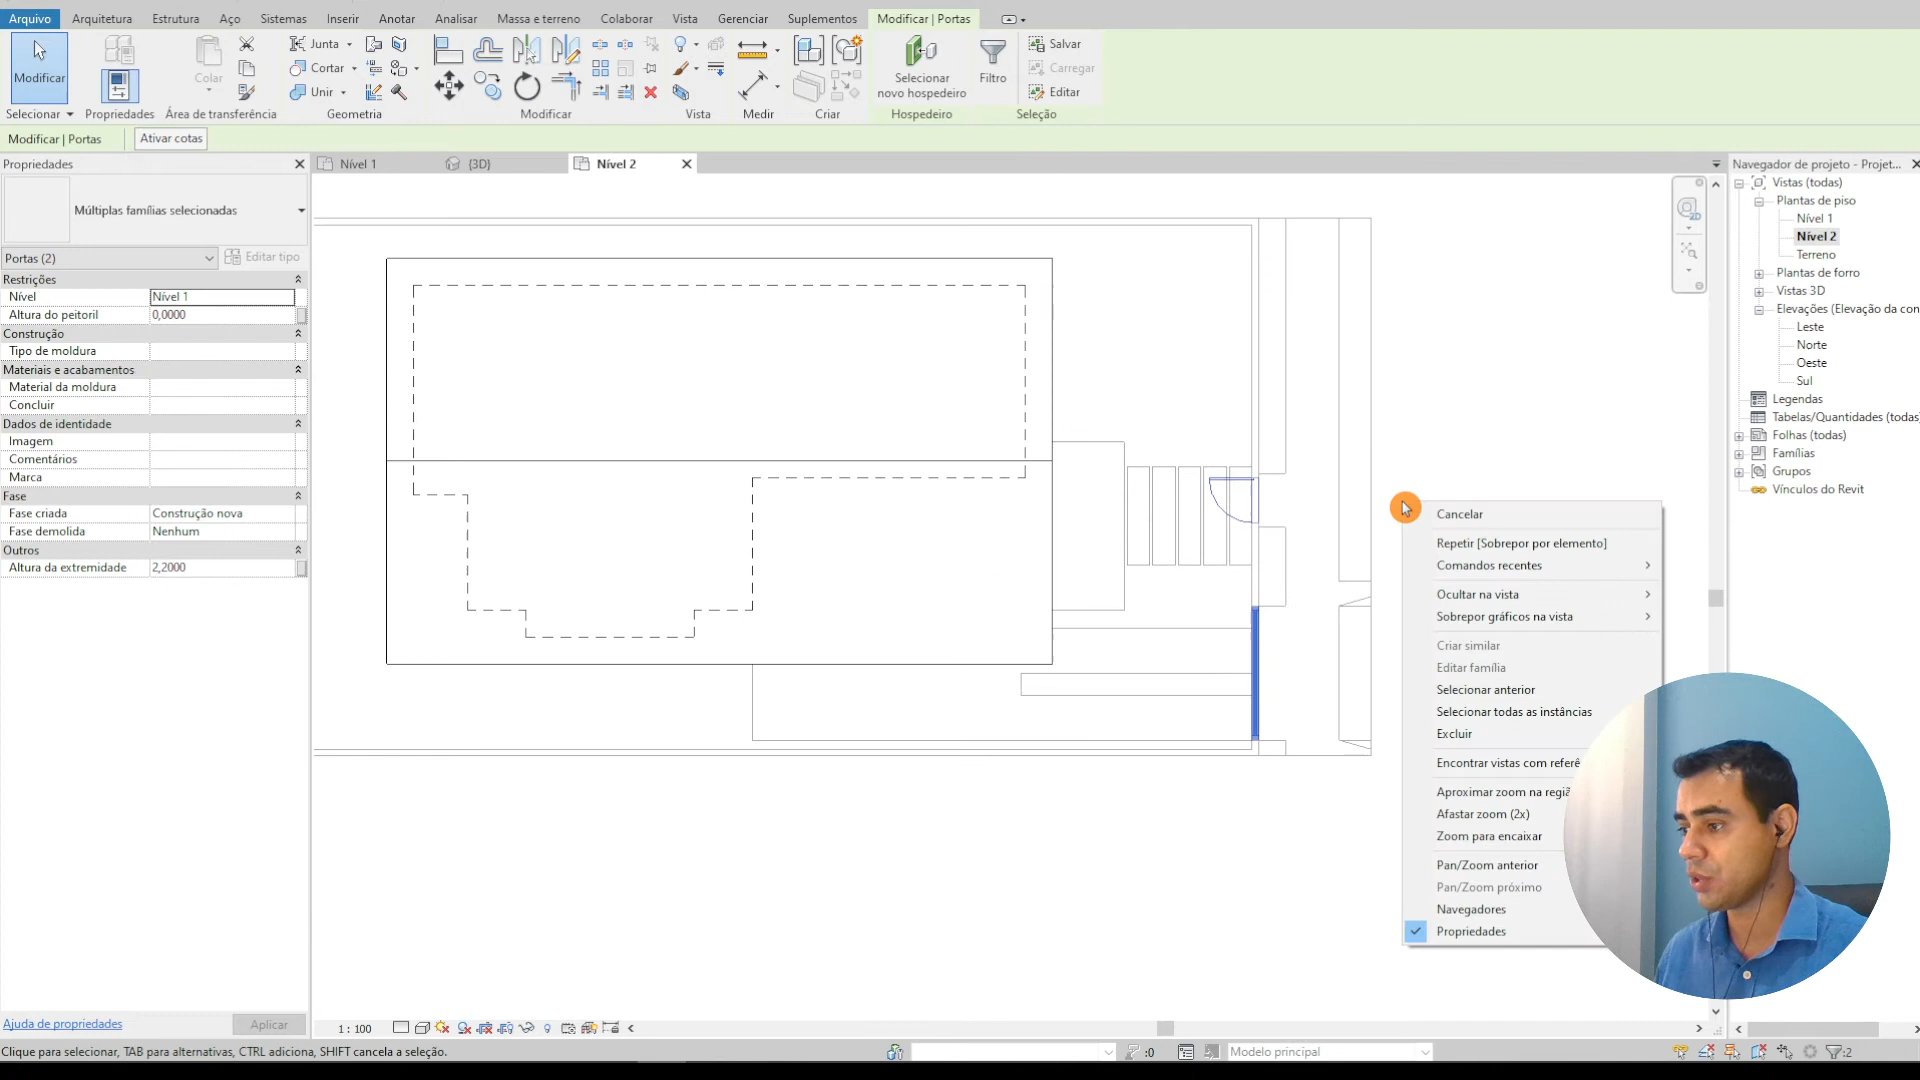 Arquivo Arquitetura Estrutura Aço Sistemas Inserir Anotar Analisar Massa e terreno Colaborar Vista Gerenciar Suplementos Modificar | Portas
Modificar
Colar
Junta
Cortar
Unir
Selecionar novo hospedeiro
Filtro
Salvar
Carregar
Editar
Selecionar Propriedades Área de transferência Geometria Modificar Vista Medir Criar Hospedeiro Seleção
Modificar | Portas Ativar cotas
Propriedades
Múltiplas famílias selecionadas
Portas (2) Editar tipo
Restrições
Nível Nível 1
Altura do peitoril 0,0000
Construção
Tipo de moldura
Materiais e acabamentos
Material da moldura
Concluir
Dados de identidade
Imagem
Comentários
Marca
Fase
Fase criada Construção nova
Fase demolida Nenhum
Outros
Altura da extremidade 2,2000
Ajuda de propriedades Aplicar
Nível 1 {3D} Nível 2
2D
Cancelar
Repetir [Sobrepor por elemento]
Comandos recentes
Ocultar na vista
Sobrepor gráficos na vista
Criar similar
Editar família
Selecionar anterior
Selecionar todas as instâncias
Excluir
Encontrar vistas com referê
Aproximar zoom na regiã
Afastar zoom (2x)
Zoom para encaixar
Pan/Zoom anterior
Pan/Zoom próximo
Navegadores
Propriedades
Navegador de projeto - Projet...
Vistas (todas)
Plantas de piso
Nível 1
Nível 2
Terreno
Plantas de forro
Vistas 3D
Elevações (Elevação da con
Leste
Norte
Oeste
Sul
Legendas
Tabelas/Quantidades (todas
Folhas (todas)
Famílias
Grupos
Vínculos do Revit
1 : 100
Clique para selecionar, TAB para alternativas, CTRL adiciona, SHIFT cancela a seleção.
:0
Modelo principal
:2